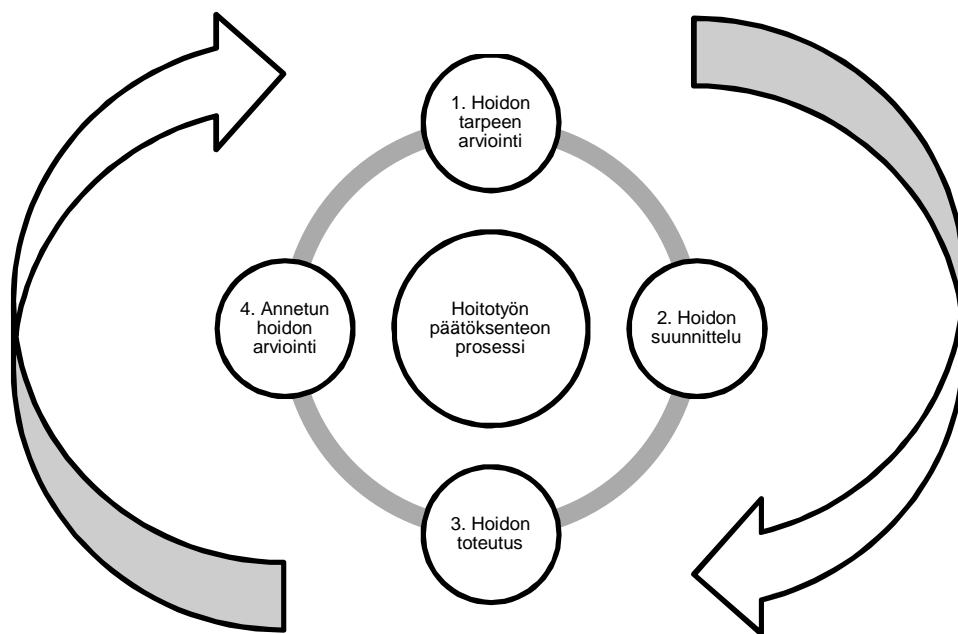 1. Hoidon
tarpeen
arviointi
Hoitotyön
päätöksenteon
prosessi
2. Hoidon
suunnittelu
3. Hoidon
toteutus
4. Annetun
hoidon
arviointi